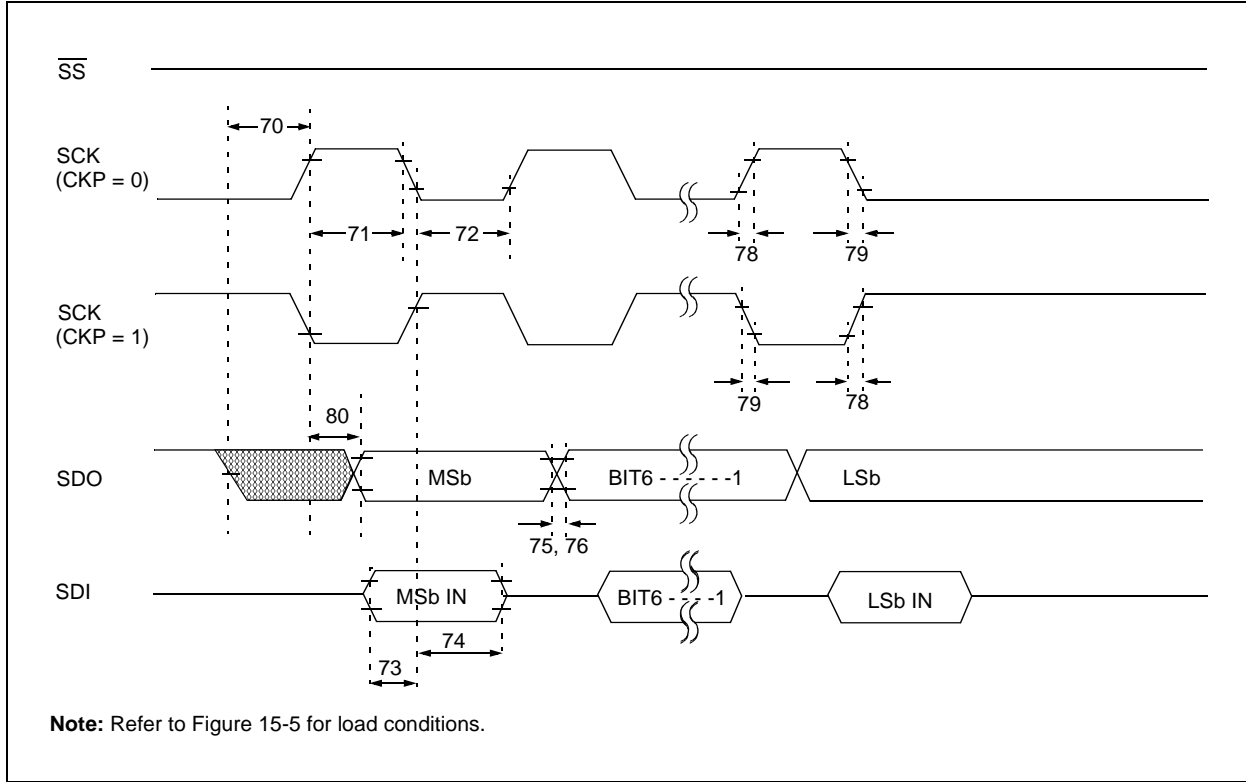 SS
70
SCK
(CKP = 0)
71
72
78
79
SCK
(CKP = 1)
79
78
80
SDO
MSb
BIT6 - - - - - -1
LSb
75, 76
SDI
MSb IN
BIT6 - - - -1
LSb IN
74
73
Note: Refer to Figure 15-5 for load conditions.